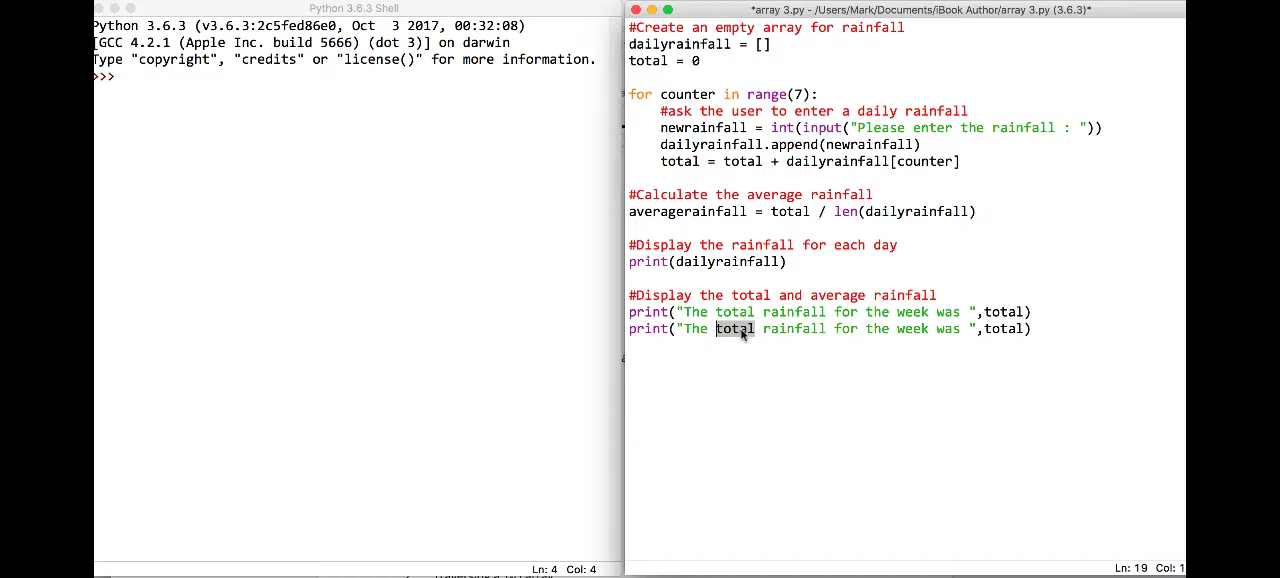 Python 3.6.3 Shell
Python 3.6.3 (v3.6.3:2c5fed86e0, Oct  3 2017, 00:32:08)
[GCC 4.2.1 (Apple Inc. build 5666) (dot 3)] on darwin
Type "copyright", "credits" or "license()" for more information.
>>>
Ln: 4 Col: 4
*array 3.py - /Users/Mark/Documents/iBook Author/array 3.py (3.6.3)*
#Create an empty array for rainfall
dailyrainfall = []
total = 0
for counter in range(7):
    #ask the user to enter a daily rainfall
    newrainfall = int(input("Please enter the rainfall : "))
    dailyrainfall.append(newrainfall)
    total = total + dailyrainfall[counter]
#Calculate the average rainfall
averagerainfall = total / len(dailyrainfall)
#Display the rainfall for each day
print(dailyrainfall)
#Display the total and average rainfall
print("The total rainfall for the week was ",total)
print("The total rainfall for the week was ",total)
Ln: 19 Col: 1